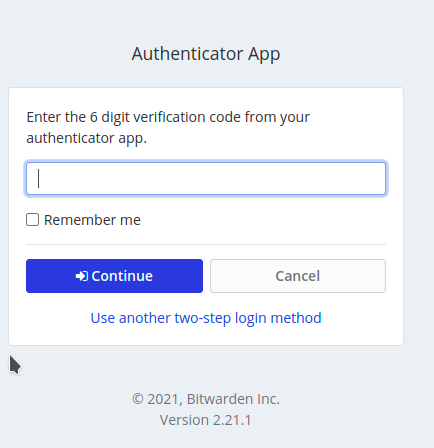 Authenticator App
Enter the 6 digit verification code from your
authenticator app.
Remember me
Continue
Cancel
Use another two-step login method
© 2021, Bitwarden Inc.
Version 2.21.1